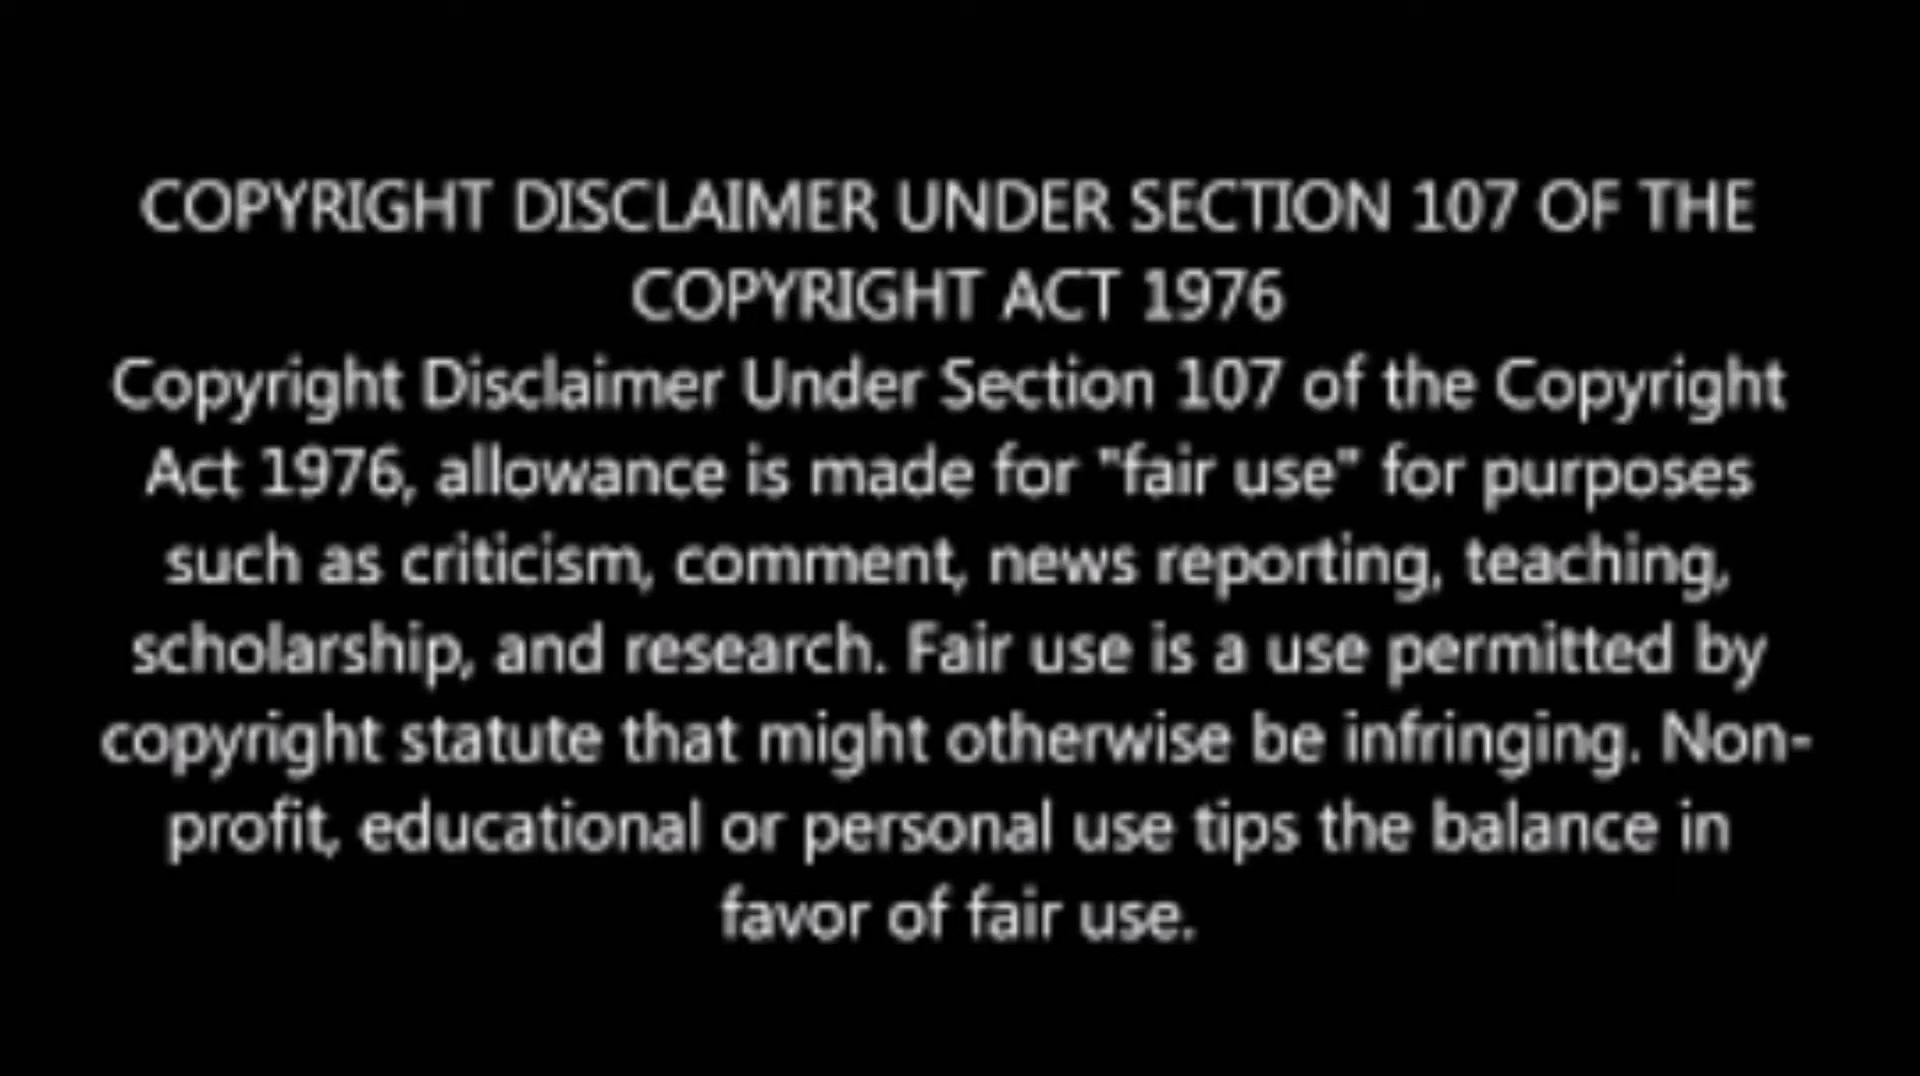 COPYRIGHT DISCLAIMER UNDER SECTION 107 OF THE
COPYRIGHT ACT 1976
Copyright Disclaimer Under Section 107 of the Copyright
Act 1976, allowance is made for "fair use" for purposes
such as criticism, comment, news reporting, teaching,
scholarship, and research. Fair use is a use permitted by
copyright statute that might otherwise be infringing. Non-
profit, educational or personal use tips the balance in
favor of fair use.